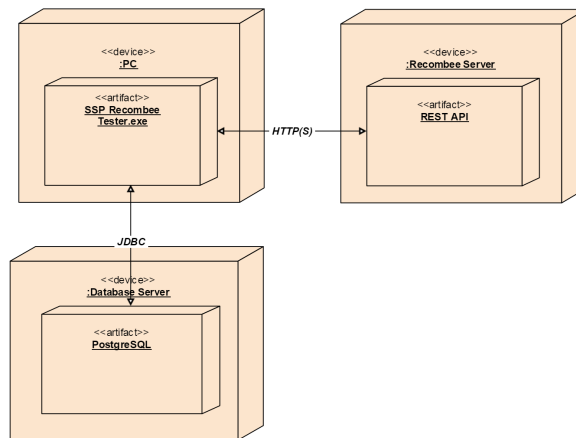 <<device>>
:PC
<<artifact>>
SSP Recombee
Tester.exe
HTTP(S)
<<device>>
:Recombee Server
<<artifact>>
REST API
JDBC
<<device>>
:Database Server
<<artifact>>
PostgreSQL